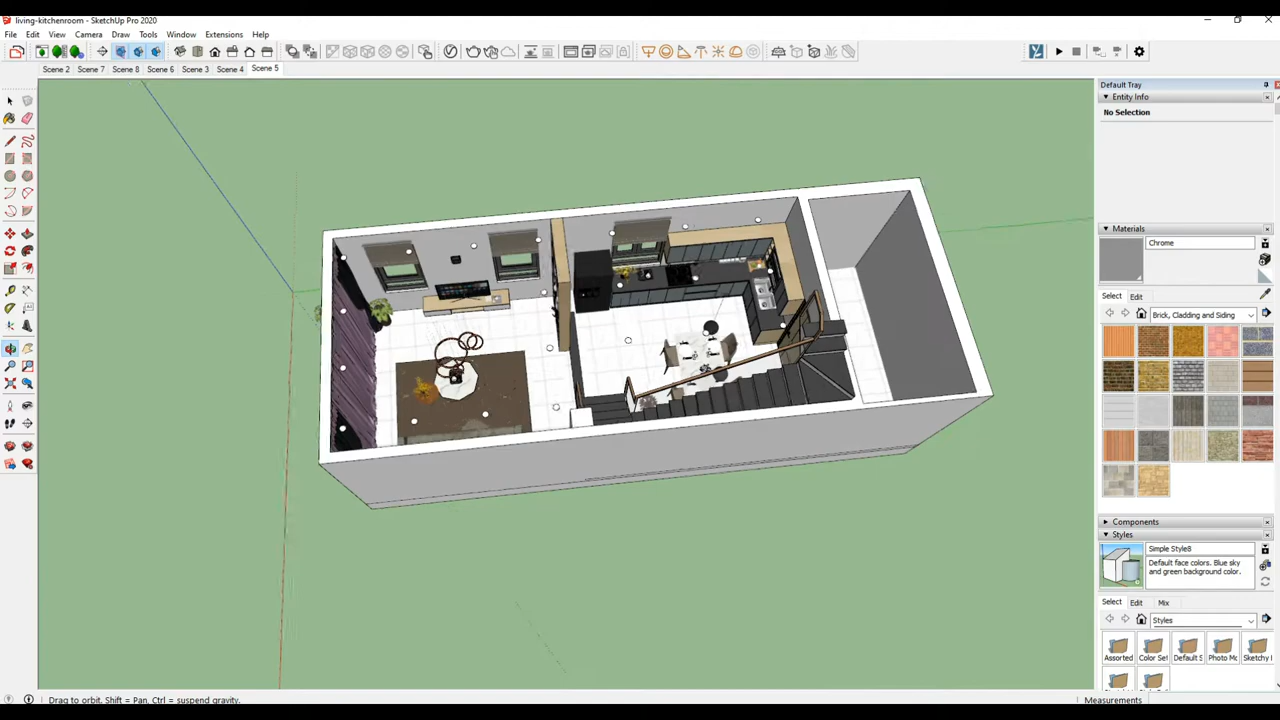 living-kitchenroom - SketchUp Pro 2020
File Edit View Camera Draw Tools Window Extensions Help
Scene 2 Scene 7 Scene 8 Scene 6 Scene 3 Scene 4 Scene 5
Default Tray
Entity Info
No Selection
Materials
Chrome
Select Edit
Brick, Cladding and Siding
Components
Styles
Simple Style8
Default face colors. Blue sky
and green background color.
Select Edit Mix
Styles
Assorted Color Set Default S Photo Mo Sketchy
Drag to orbit. Shift = Pan, Ctrl = suspend gravity.
Measurements